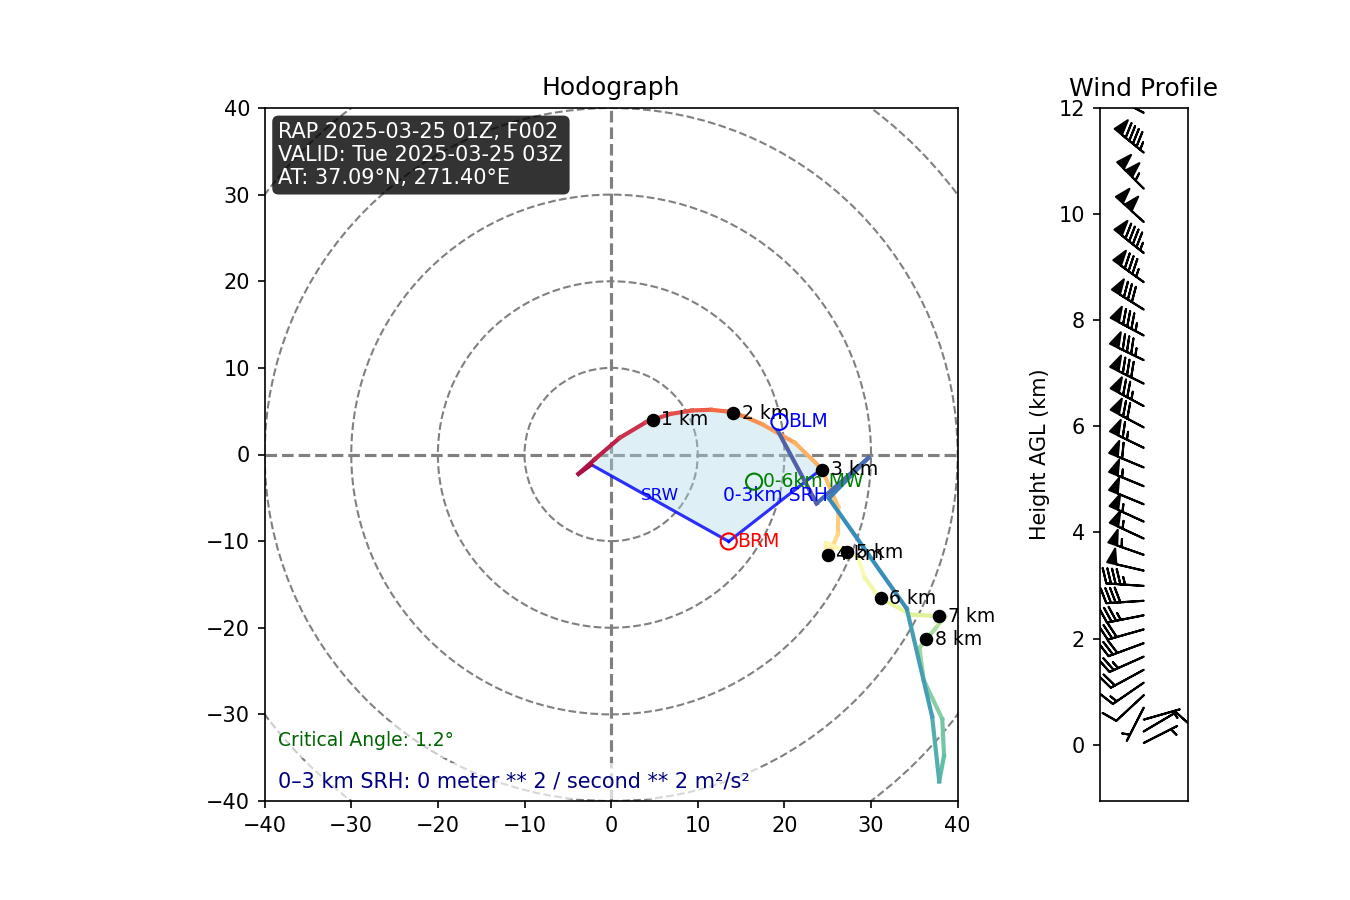 Hodograph
Wind Profile
RAP 2025-03-25 01Z, F002
VALID: Tue 2025-03-25 03Z
AT: 37.09°N, 271.40°E
40
30
20
10
0
−10
−20
−30
−40
1 km
2 km
BLM
3 km
0-6km MW
0-3km SRH
SRW
BRM
4 km
5 km
6 km
7 km
8 km
Critical Angle: 1.2°
0–3 km SRH: 0 meter ** 2 / second ** 2 m²/s²
−40 −30 −20 −10 0 10 20 30 40
Height AGL (km)
12
10
8
6
4
2
0